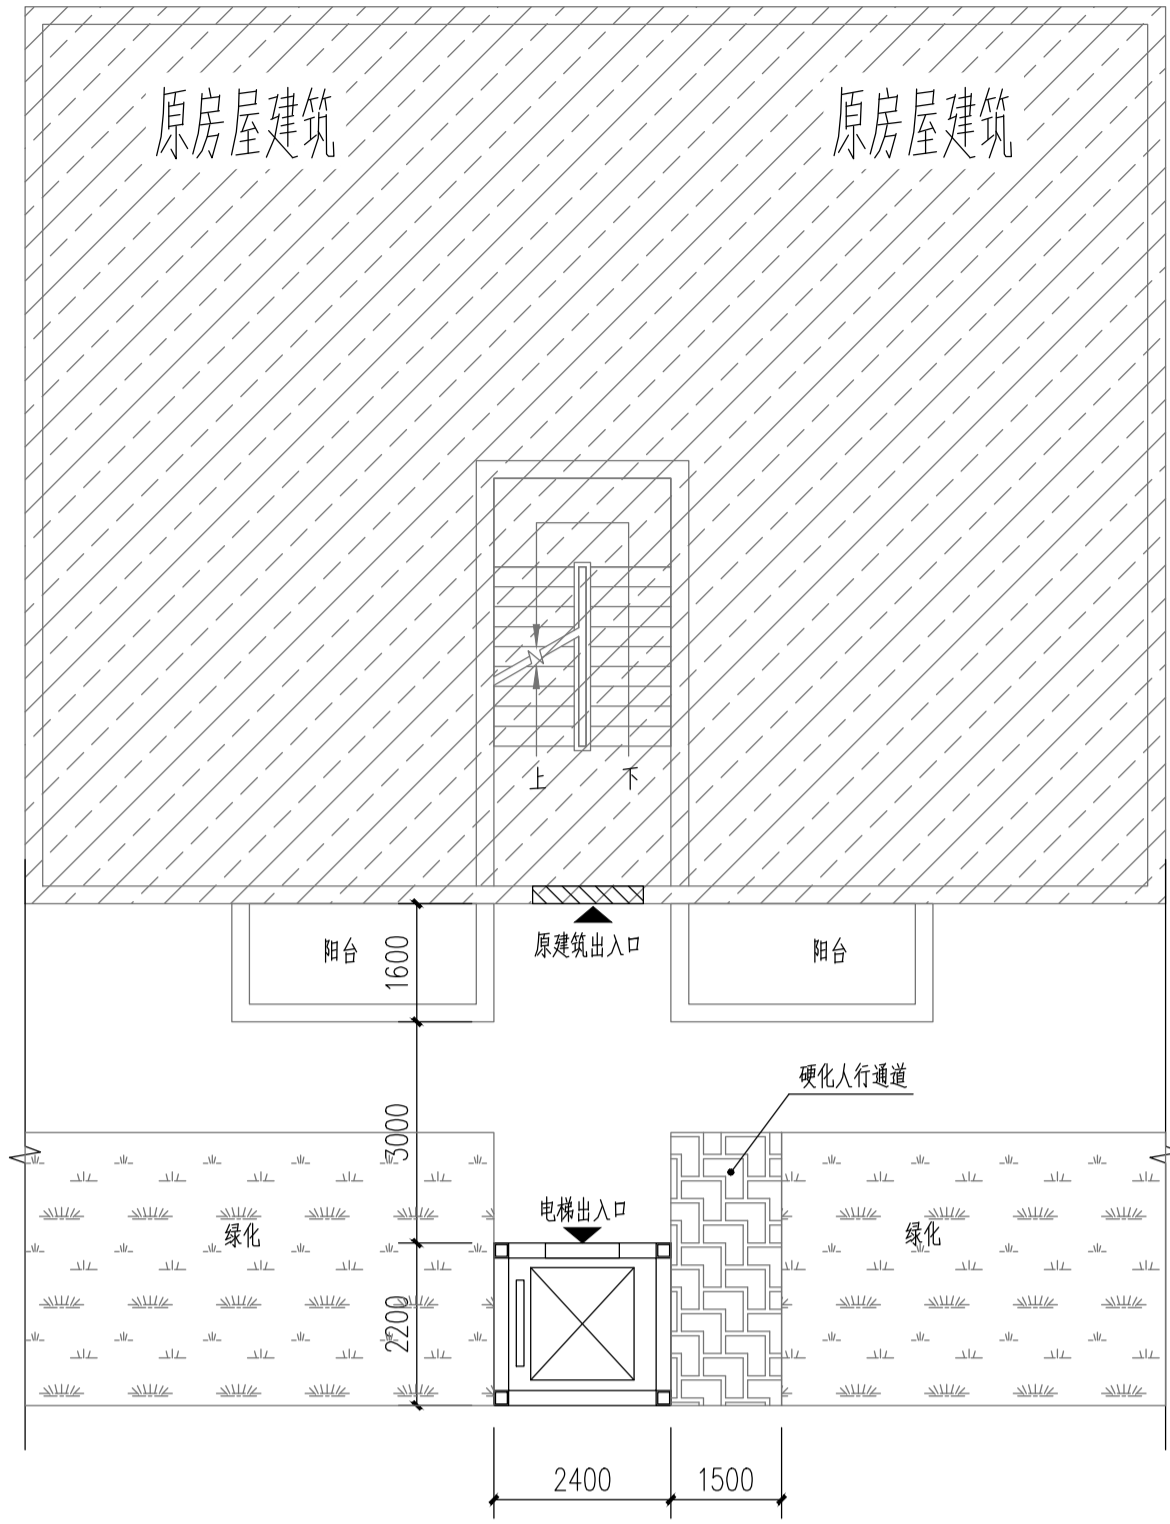 原房屋建筑
原房屋建筑
上
下
原建筑出入口
阳台
阳台
1600
硬化人行通道
3000
电梯出入口
绿化
绿化
2200
2400
1500